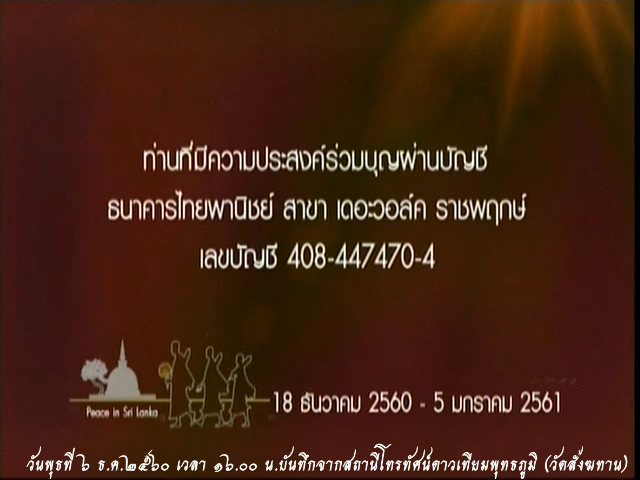 ท่านที่มีความประสงค์ร่วมบุญผ่านบัญชี
ธนาคารไทยพานิชย์ สาขา เดอะวอล์ค ราชพฤกษ์
เลขบัญชี 408-447470-4
Peace in Sri Lanka
18 ธันวาคม 2560 - 5 มกราคม 2561
วันพุธที่ ๖ ธ.ค.๒๕๖๐ เวลา ๑๖.00 น.บันทึกจากสถานีโทรทัศน์ดาวเทียมพุทธภูมิ (วัดสังฆทาน)